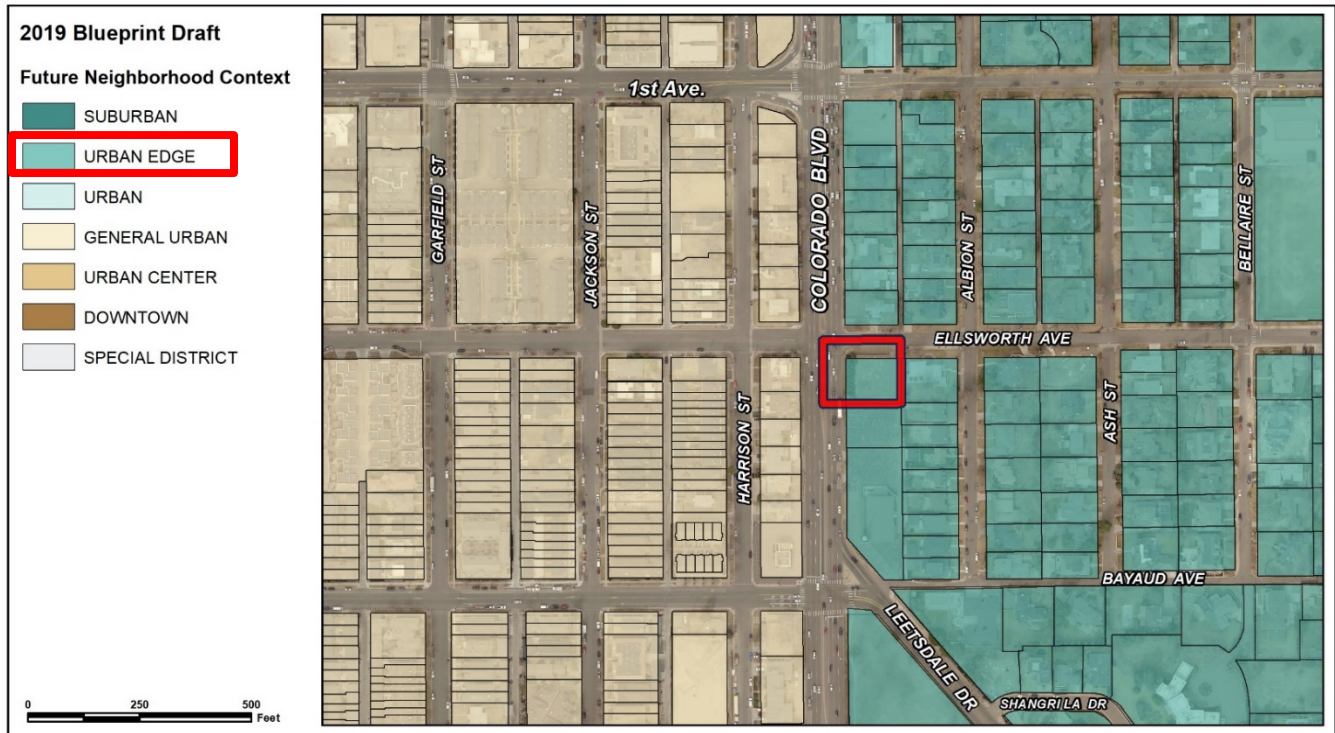 2019 Blueprint Draft
Future Neighborhood Context
SUBURBAN
URBAN EDGE
URBAN
GENERAL URBAN
URBAN CENTER
DOWNTOWN
SPECIAL DISTRICT
0 250 500
Feet
1st Ave.
GARFIELD ST
JACKSON ST
HARRISON ST
COLORADO BLVD
ALBION ST
BELLAIRE ST
ELLSWORTH AVE
ASH ST
BAYAUD AVE
LEETSDALE DR
SHANGRI LA DR